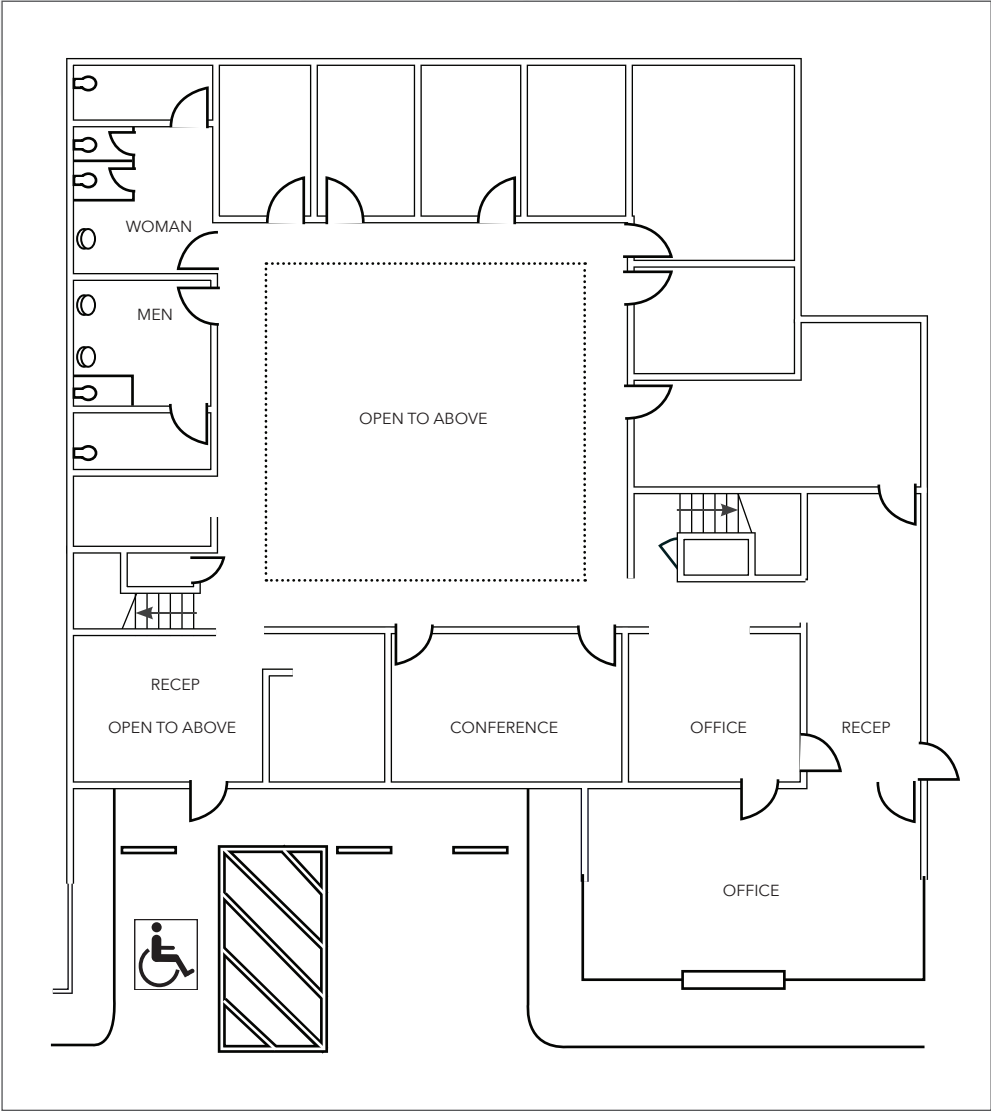 WOMAN
MEN
OPEN TO ABOVE
RECEP
OPEN TO ABOVE
CONFERENCE
OFFICE
RECEP
OFFICE